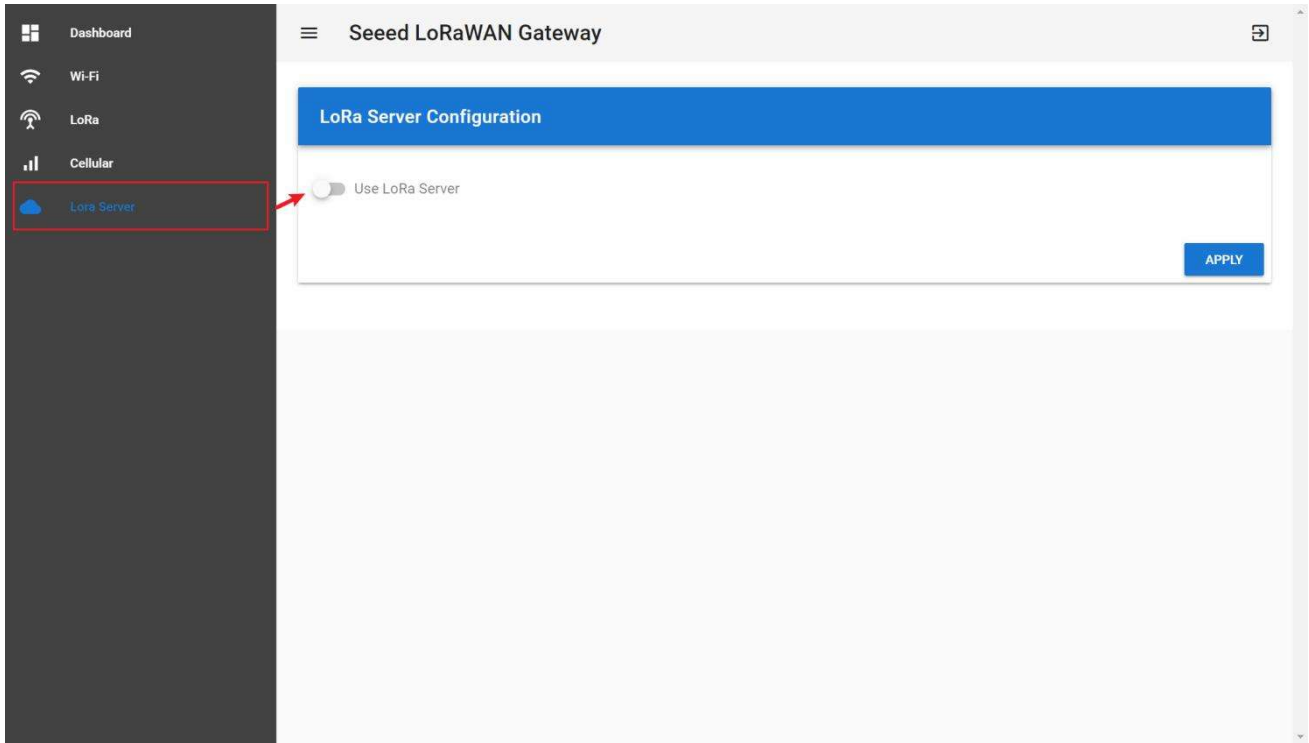 Dashboard
Wi-Fi
LoRa
Cellular
Lora Server
Seeed LoRaWAN Gateway
LoRa Server Configuration
Use LoRa Server
APPLY